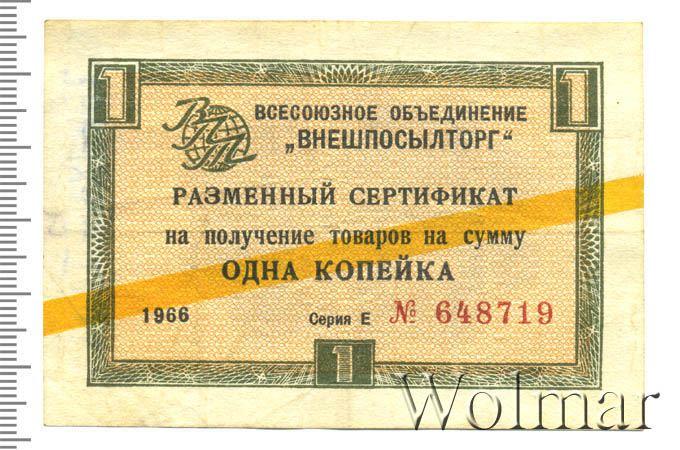 1 1
ВПТ
ВСЕСОЮЗНОЕ ОБЪЕДИНЕНИЕ
„ВНЕШПОСЫЛТОРГ“
РАЗМЕННЫЙ СЕРТИФИКАТ
на получение товаров на сумму
ОДНА КОПЕЙКА
1966 Серия Е № 648719
1
Wolmar